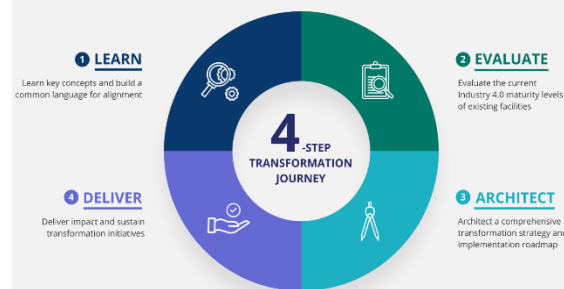 1 LEARN
Learn key concepts and build a
common language for alignment
2 EVALUATE
Evaluate the current
Industry 4.0 maturity levels
of existing facilities
4-STEP
TRANSFORMATION
JOURNEY
3 ARCHITECT
Architect a comprehensive
transformation strategy and
implementation roadmap
4 DELIVER
Deliver impact and sustain
transformation initiatives